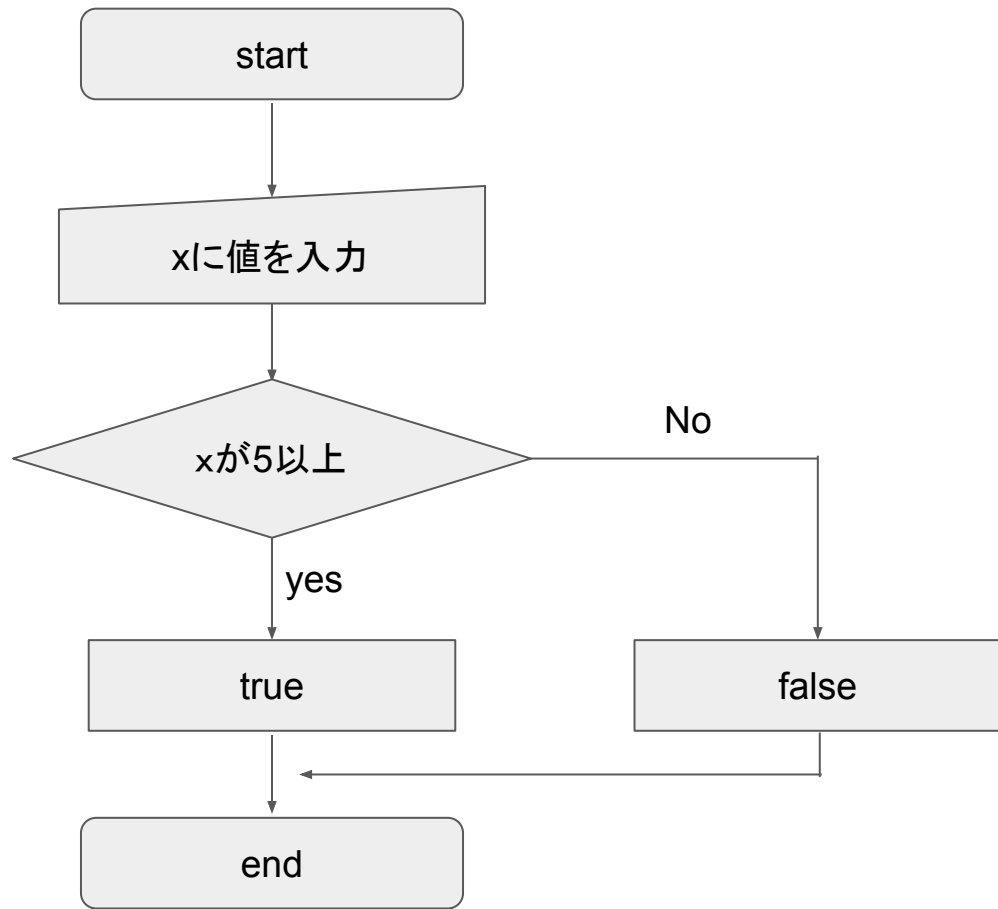 start
xに値を入力
xが5以上
No
yes
true
false
end